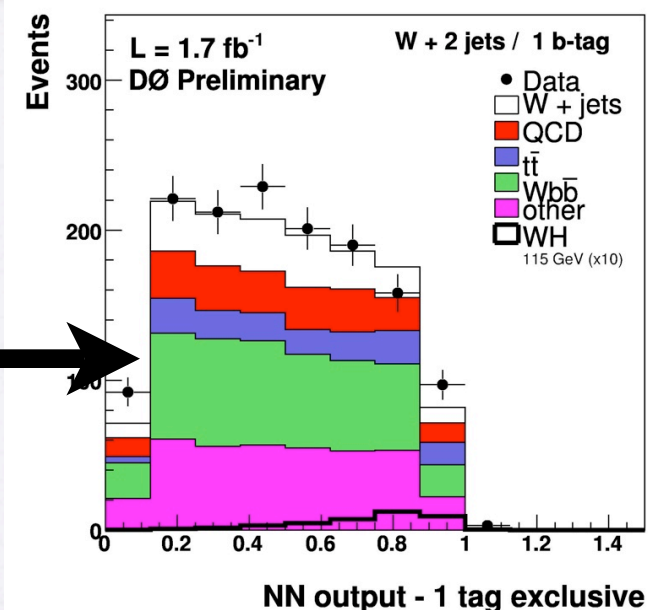 Events
L = 1.7 fb⁻¹
DØ Preliminary
W + 2 jets / 1 b-tag
Data
W + jets
QCD
tt̄
Wbb̄
other
WH
115 GeV (x10)
300
200
100
0
0 0.2 0.4 0.6 0.8 1 1.2 1.4
NN output - 1 tag exclusive